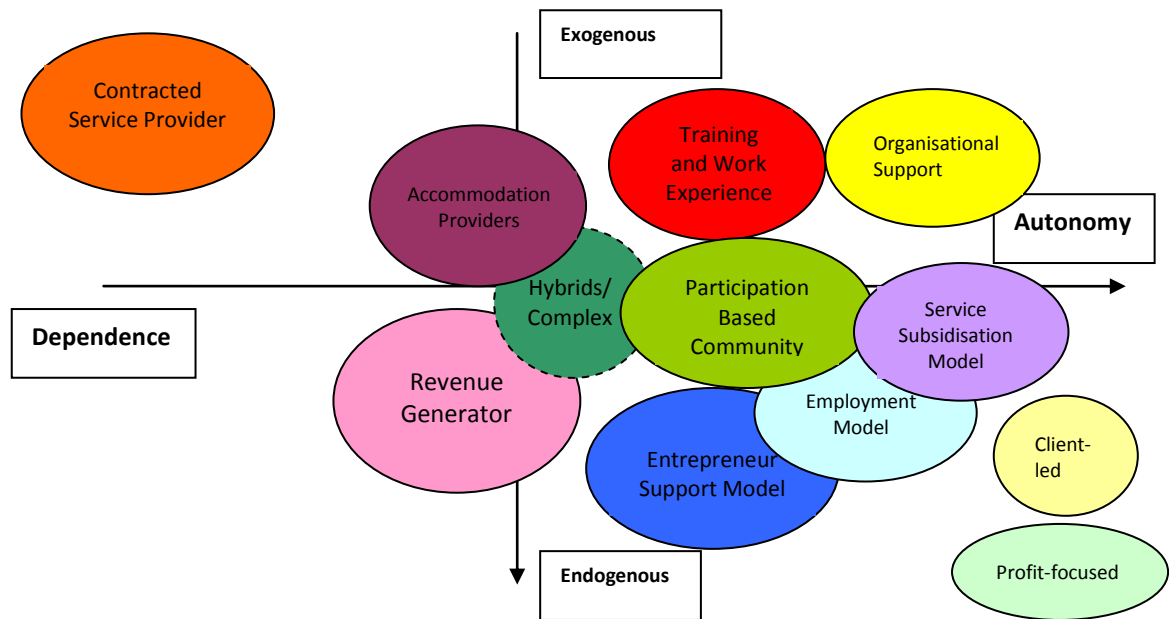 Exogenous
Contracted
Service Provider
Training
and Work
Experience
Organisational
Support
Accommodation
Providers
Autonomy
Hybrids/
Complex
Participation
Based
Community
Service
Subsidisation
Model
Dependence
Revenue
Generator
Employment
Model
Client-
led
Entrepreneur
Support Model
Endogenous
Profit-focused